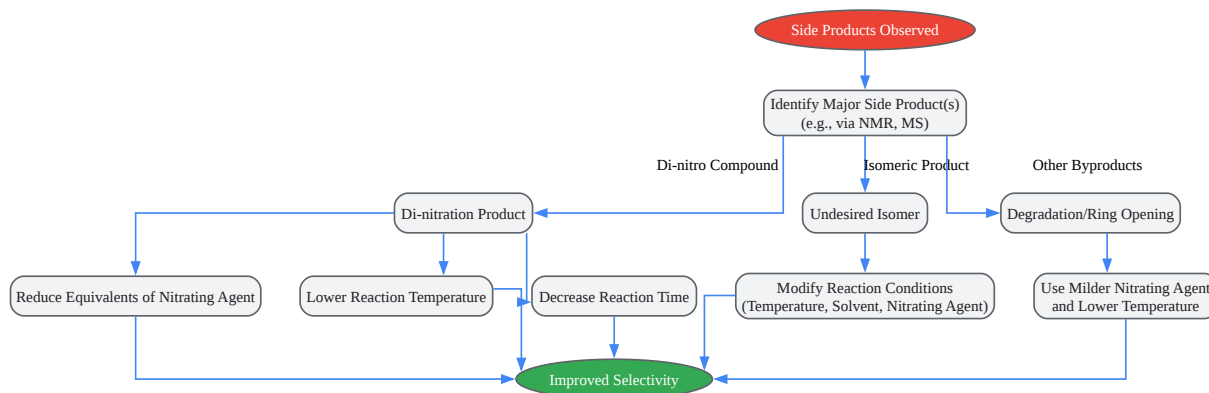 Side Products Observed
Identify Major Side Product(s)
(e.g., via NMR, MS)
Di-nitro Compound
Isomeric Product
Other Byproducts
Di-nitration Product
Undesired Isomer
Degradation/Ring Opening
Reduce Equivalents of Nitrating Agent
Lower Reaction Temperature
Decrease Reaction Time
Modify Reaction Conditions
(Temperature, Solvent, Nitrating Agent)
Use Milder Nitrating Agent
and Lower Temperature
Improved Selectivity